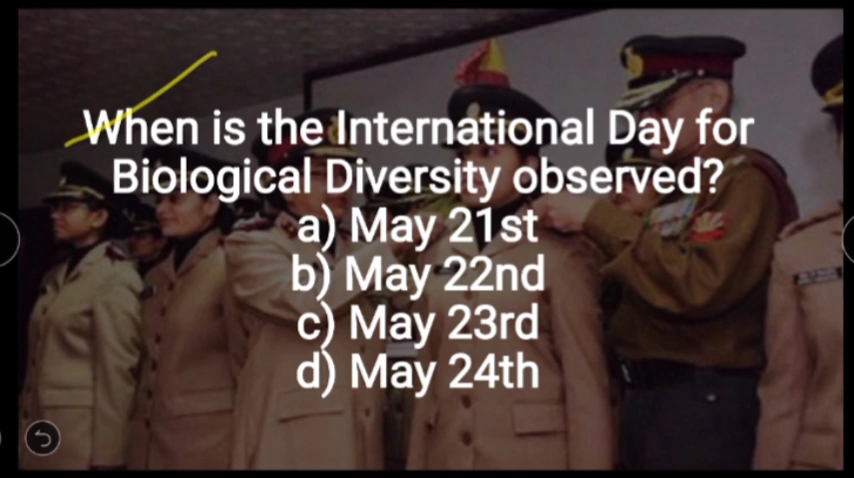 When is the International Day for
Biological Diversity observed?
a) May 21st
b) May 22nd
c) May 23rd
d) May 24th